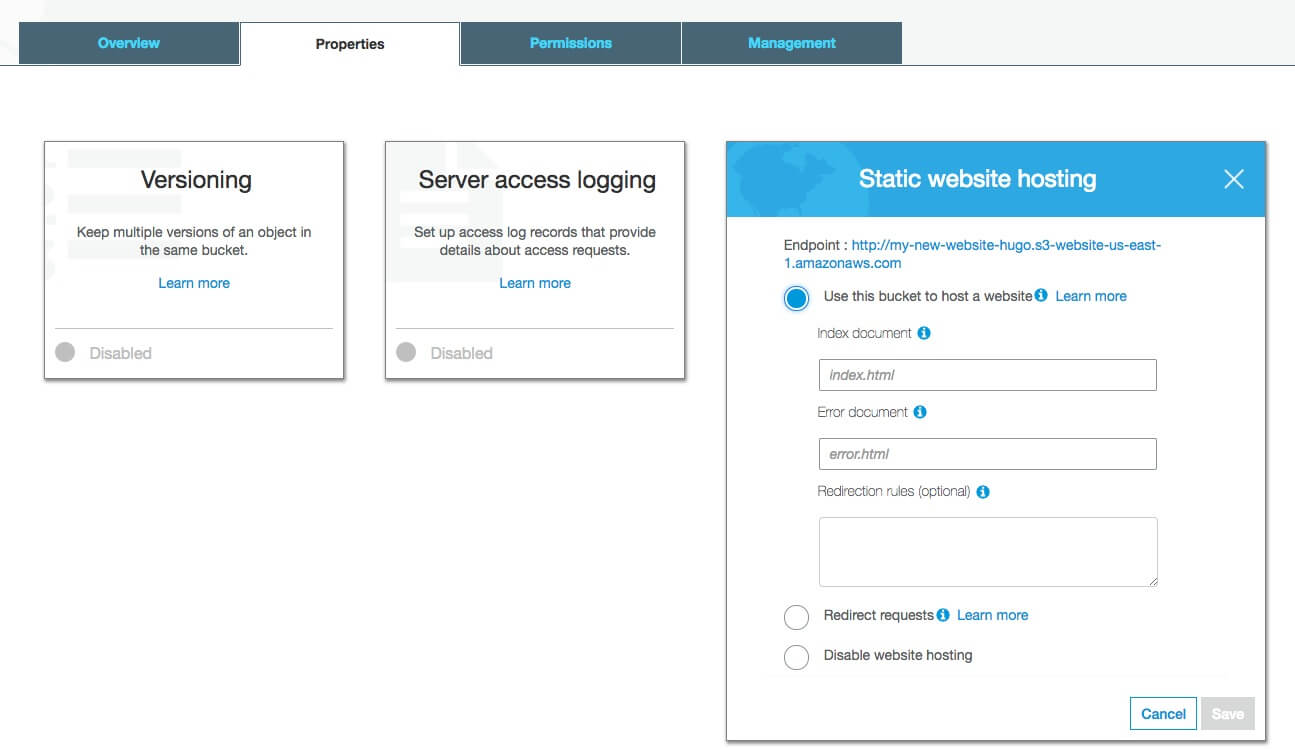 Overview
Properties
Permissions
Management
Versioning
Keep multiple versions of an object in
the same bucket.
Learn more
Disabled
Server access logging
Set up access log records that provide
details about access requests.
Learn more
Disabled
Static website hosting
Endpoint : http://my-new-website-hugo.s3-website-us-east-
1.amazonaws.com
Use this bucket to host a website Learn more
Index document
index.html
Error document
error.html
Redirection rules (optional)
Redirect requests Learn more
Disable website hosting
Cancel Save